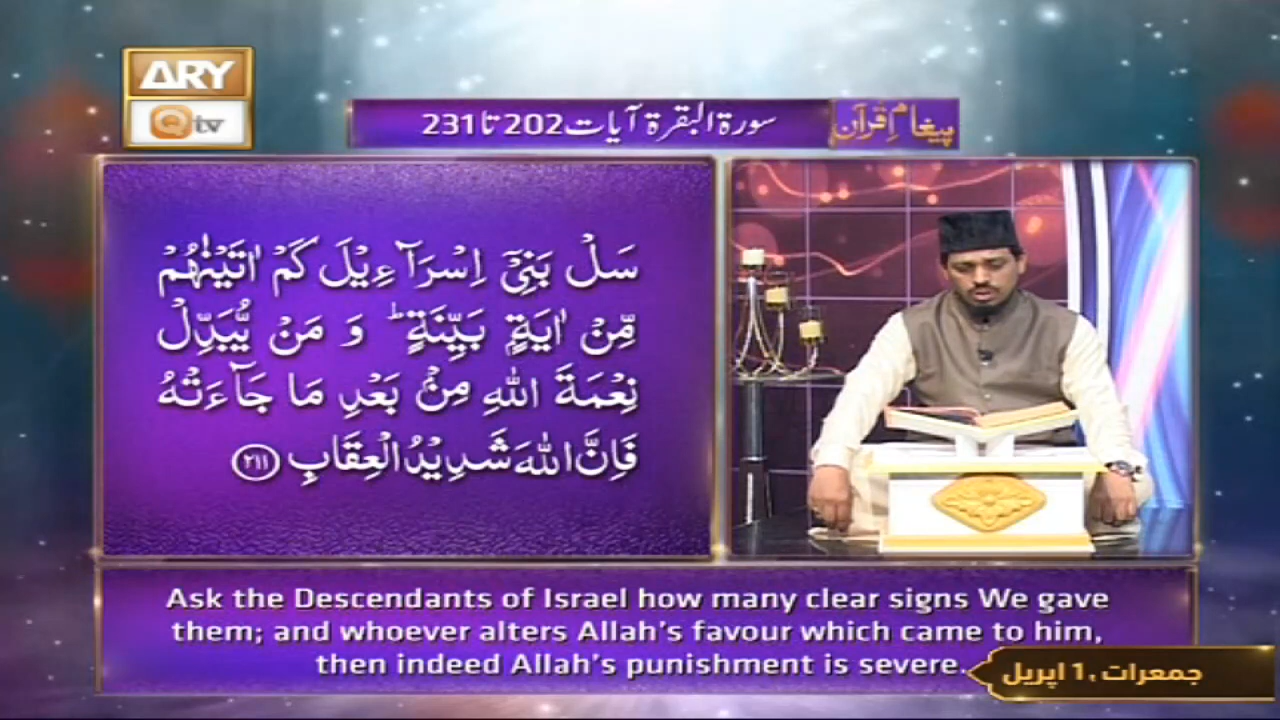 ARY
Qtv
پیغامِ قرآن
سورۃ البقرۃ آیات 202 تا 231
سَلْ بَنِیْۤ اِسْرَآءِیْلَ كَمْ اٰتَیْنٰهُمْ
مِّنْ اٰیَةٍۭ بَیِّنَةٍ ؕ وَ مَنْ یُّبَدِّلْ
نِعْمَةَ اللّٰهِ مِنْۢ بَعْدِ مَا جَآءَتْهُ
فَاِنَّ اللّٰهَ شَدِیْدُ الْعِقَابِ ﴿۲۱۱﴾
Ask the Descendants of Israel how many clear signs We gave
them; and whoever alters Allah's favour which came to him,
then indeed Allah's punishment is severe.
جمعرات، 1 اپریل